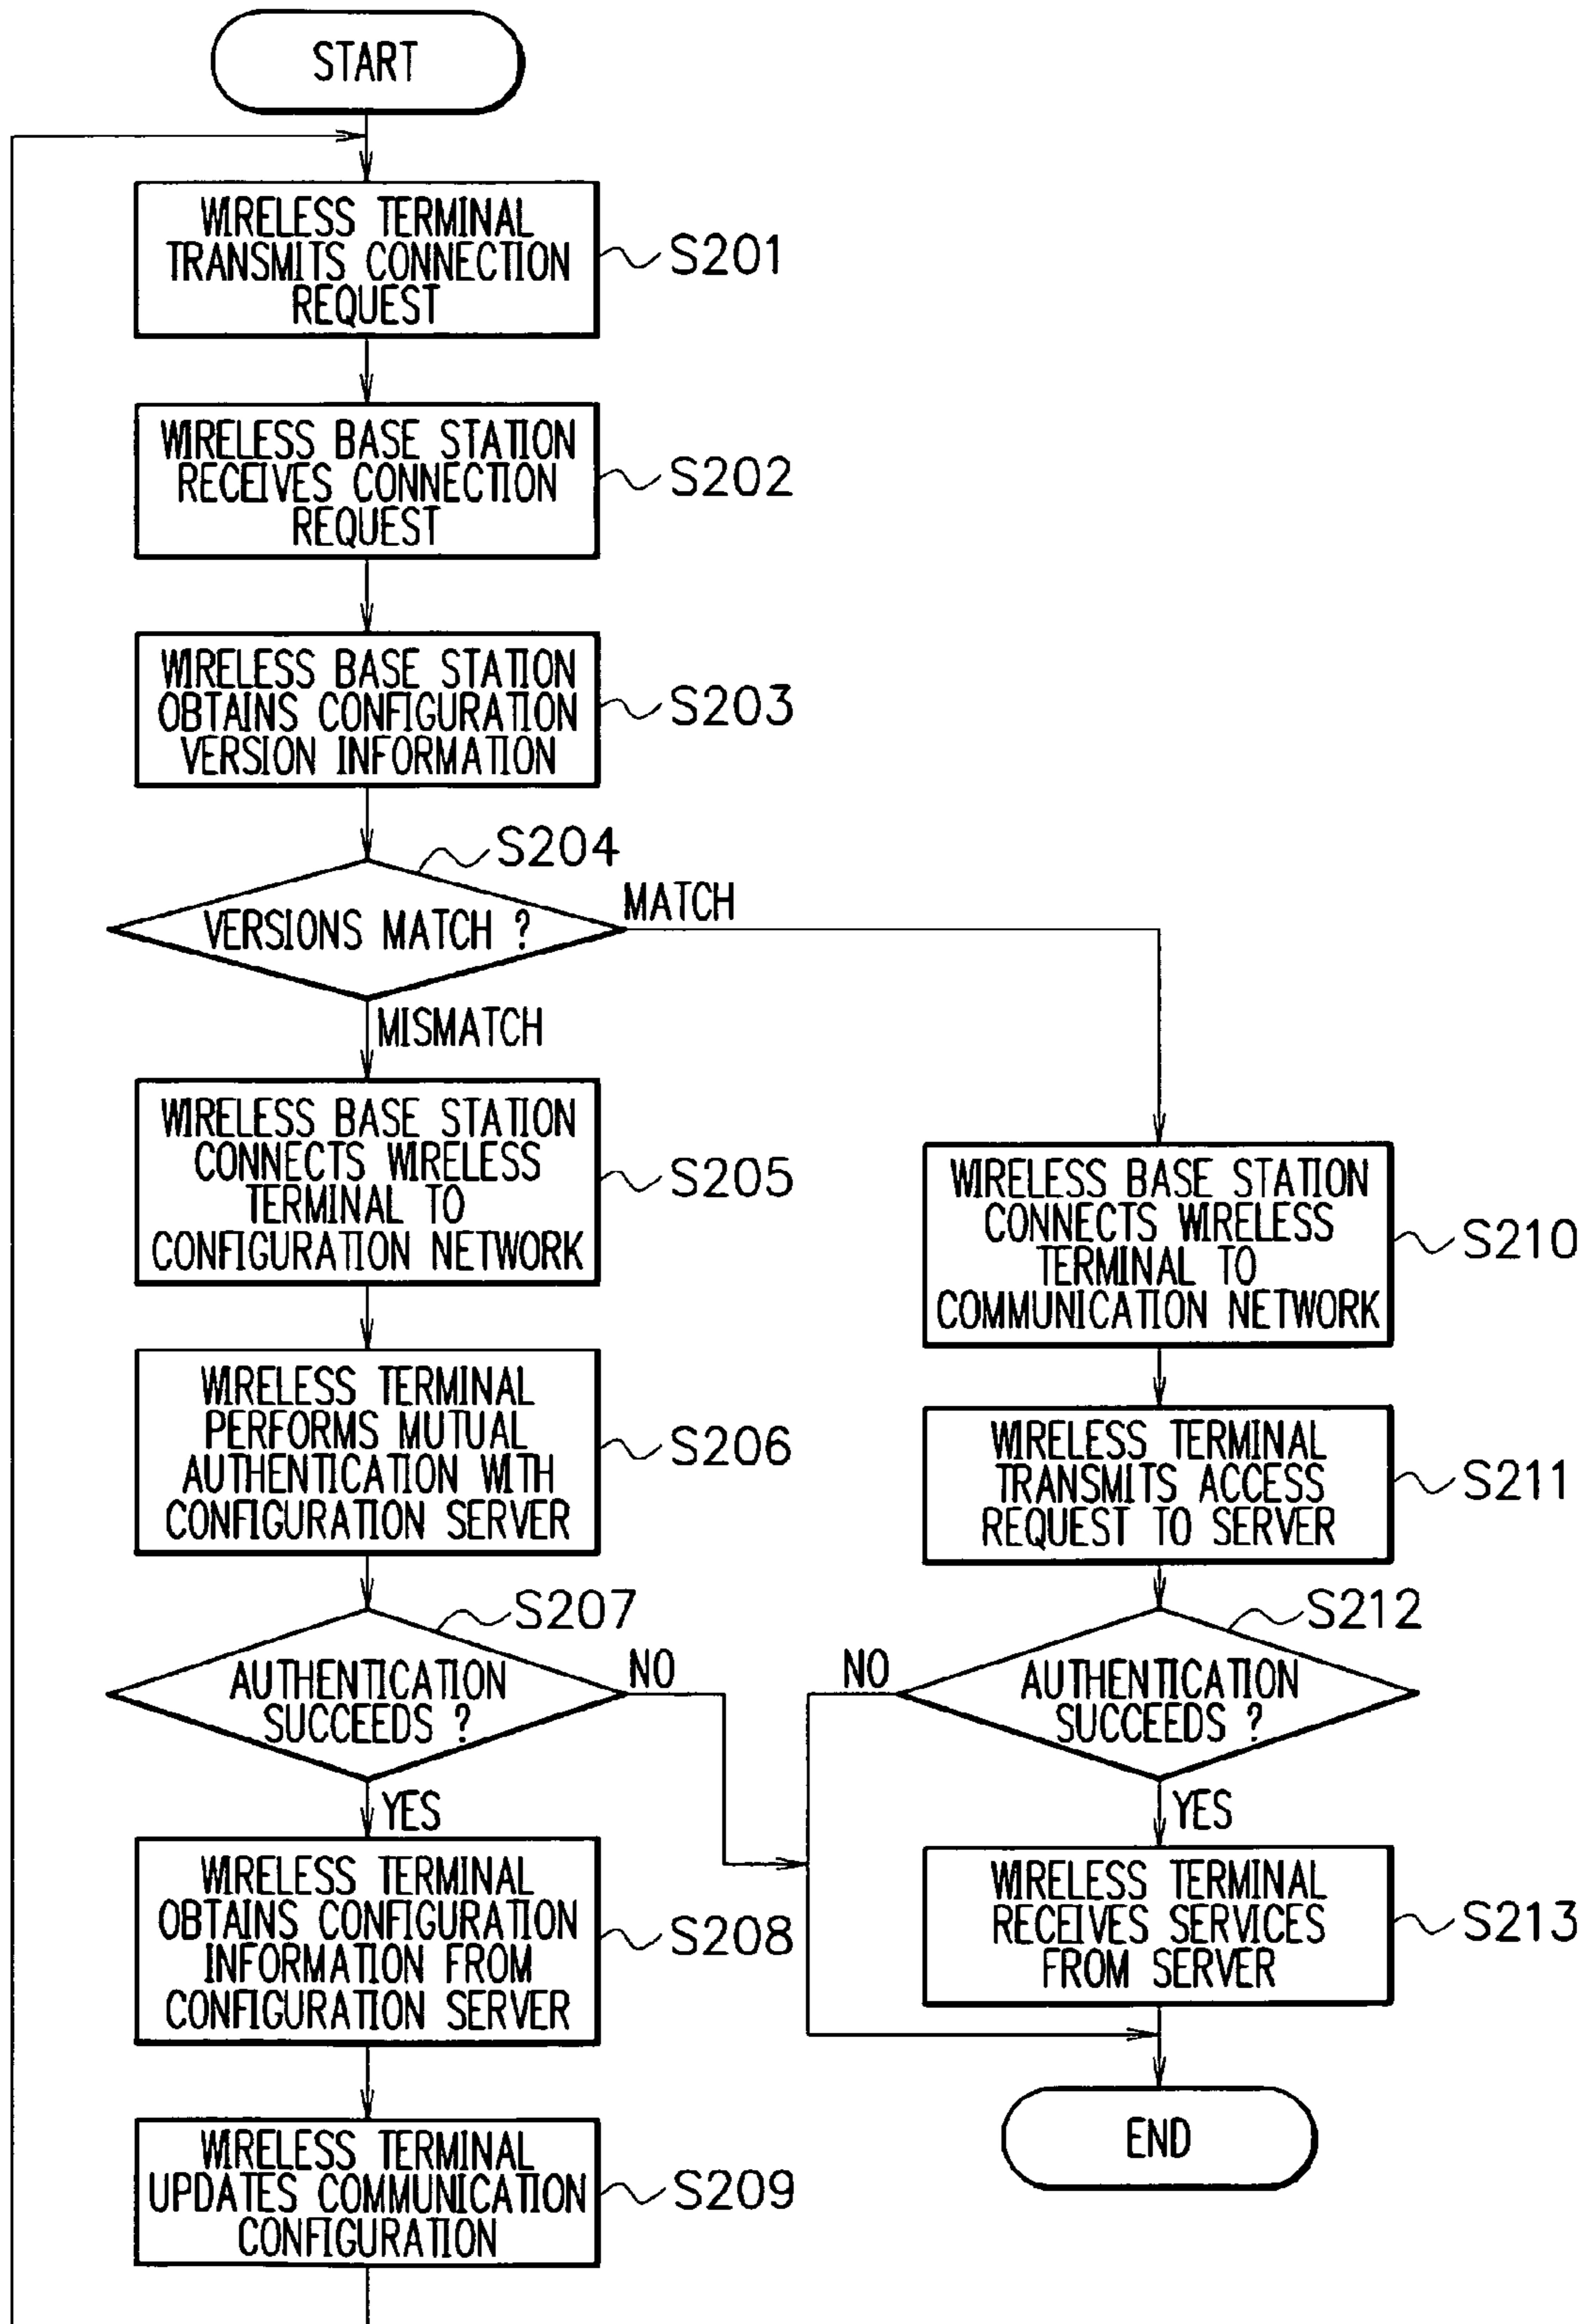 START
WIRELESS TERMINAL
TRANSMITS CONNECTION
REQUEST
S201
WIRELESS BASE STATION
RECEIVES CONNECTION
REQUEST
S202
WIRELESS BASE STATION
OBTAINS CONFIGURATION
VERSION INFORMATION
S203
S204
VERSIONS MATCH ?
MATCH
MISMATCH
WIRELESS BASE STATION
CONNECTS WIRELESS
TERMINAL TO
CONFIGURATION NETWORK
S205
WIRELESS TERMINAL
PERFORMS MUTUAL
AUTHENTICATION WITH
CONFIGURATION SERVER
S206
S207
AUTHENTICATION
SUCCEEDS ?
NO
YES
WIRELESS TERMINAL
OBTAINS CONFIGURATION
INFORMATION FROM
CONFIGURATION SERVER
S208
WIRELESS TERMINAL
UPDATES COMMUNICATION
CONFIGURATION
S209
WIRELESS BASE STATION
CONNECTS WIRELESS
TERMINAL TO
COMMUNICATION NETWORK
S210
WIRELESS TERMINAL
TRANSMITS ACCESS
REQUEST TO SERVER
S211
S212
NO
AUTHENTICATION
SUCCEEDS ?
YES
WIRELESS TERMINAL
RECEIVES SERVICES
FROM SERVER
S213
END